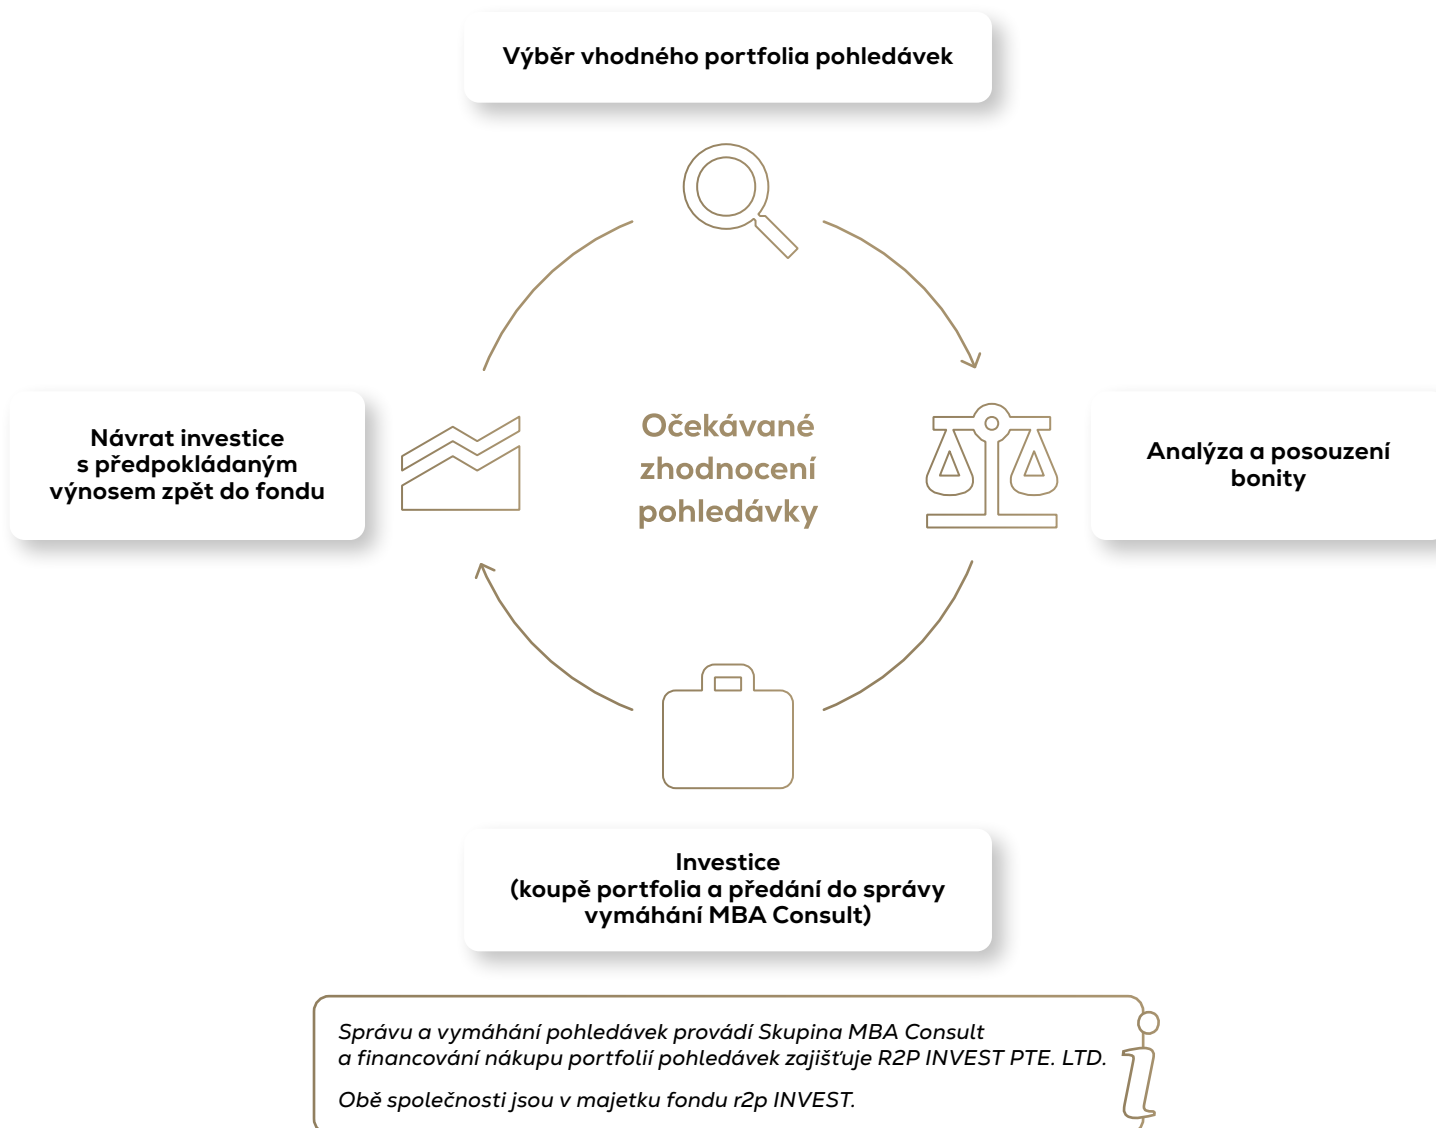 Výběr vhodného portfolia pohledávek
Návrat investice
s předpokládaným
výnosem zpět do fondu
Očekávané
zhodnocení
pohledávky
Analýza a posouzení
bonity
Investice
(koupě portfolia a předání do správy
vymáhání MBA Consult)
Správu a vymáhání pohledávek provádí Skupina MBA Consult
a financování nákupu portfolií pohledávek zajišťuje R2P INVEST PTE. LTD.
Obě společnosti jsou v majetku fondu r2p INVEST.
i